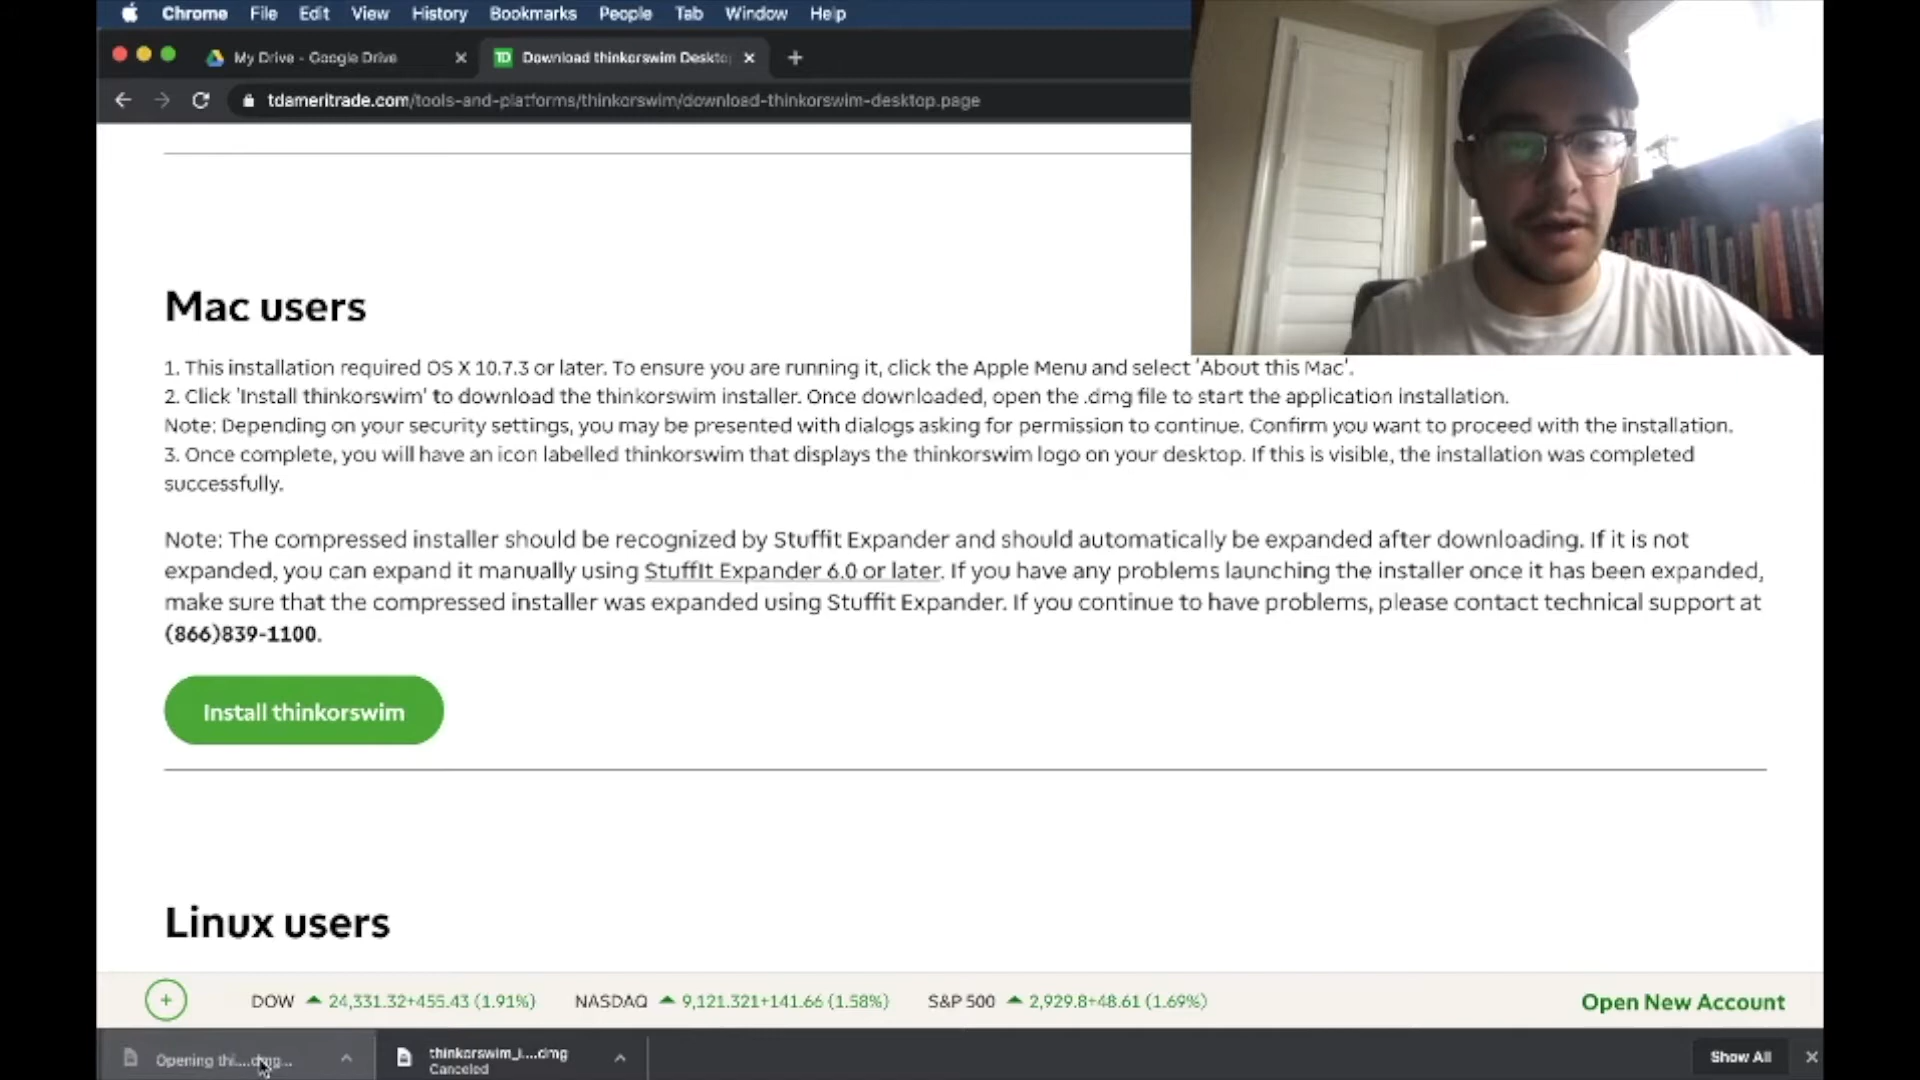 Chrome File Edit View History Bookmarks People Tab Window Help
My Drive - Google Drive
TD Download thinkorswim Deskto
tdameritrade.com/tools-and-platforms/thinkorswim/download-thinkorswim-desktop.page
Mac users
1. This installation required OS X 10.7.3 or later. To ensure you are running it, click the Apple Menu and select 'About this Mac'.
2. Click 'Install thinkorswim' to download the thinkorswim installer. Once downloaded, open the .dmg file to start the application installation.
Note: Depending on your security settings, you may be presented with dialogs asking for permission to continue. Confirm you want to proceed with the installation.
3. Once complete, you will have an icon labelled thinkorswim that displays the thinkorswim logo on your desktop. If this is visible, the installation was completed
successfully.
Note: The compressed installer should be recognized by Stuffit Expander and should automatically be expanded after downloading. If it is not
expanded, you can expand it manually using StuffIt Expander 6.0 or later. If you have any problems launching the installer once it has been expanded,
make sure that the compressed installer was expanded using Stuffit Expander. If you continue to have problems, please contact technical support at
(866)839-1100.
Install thinkorswim
Linux users
DOW 24,331.32+455.43 (1.91%) NASDAQ 9,121.321+141.66 (1.58%) S&P 500 2,929.8+48.61 (1.69%) Open New Account
Opening thi....dmg... thinkorswim_i....dmg Show All
Canceled